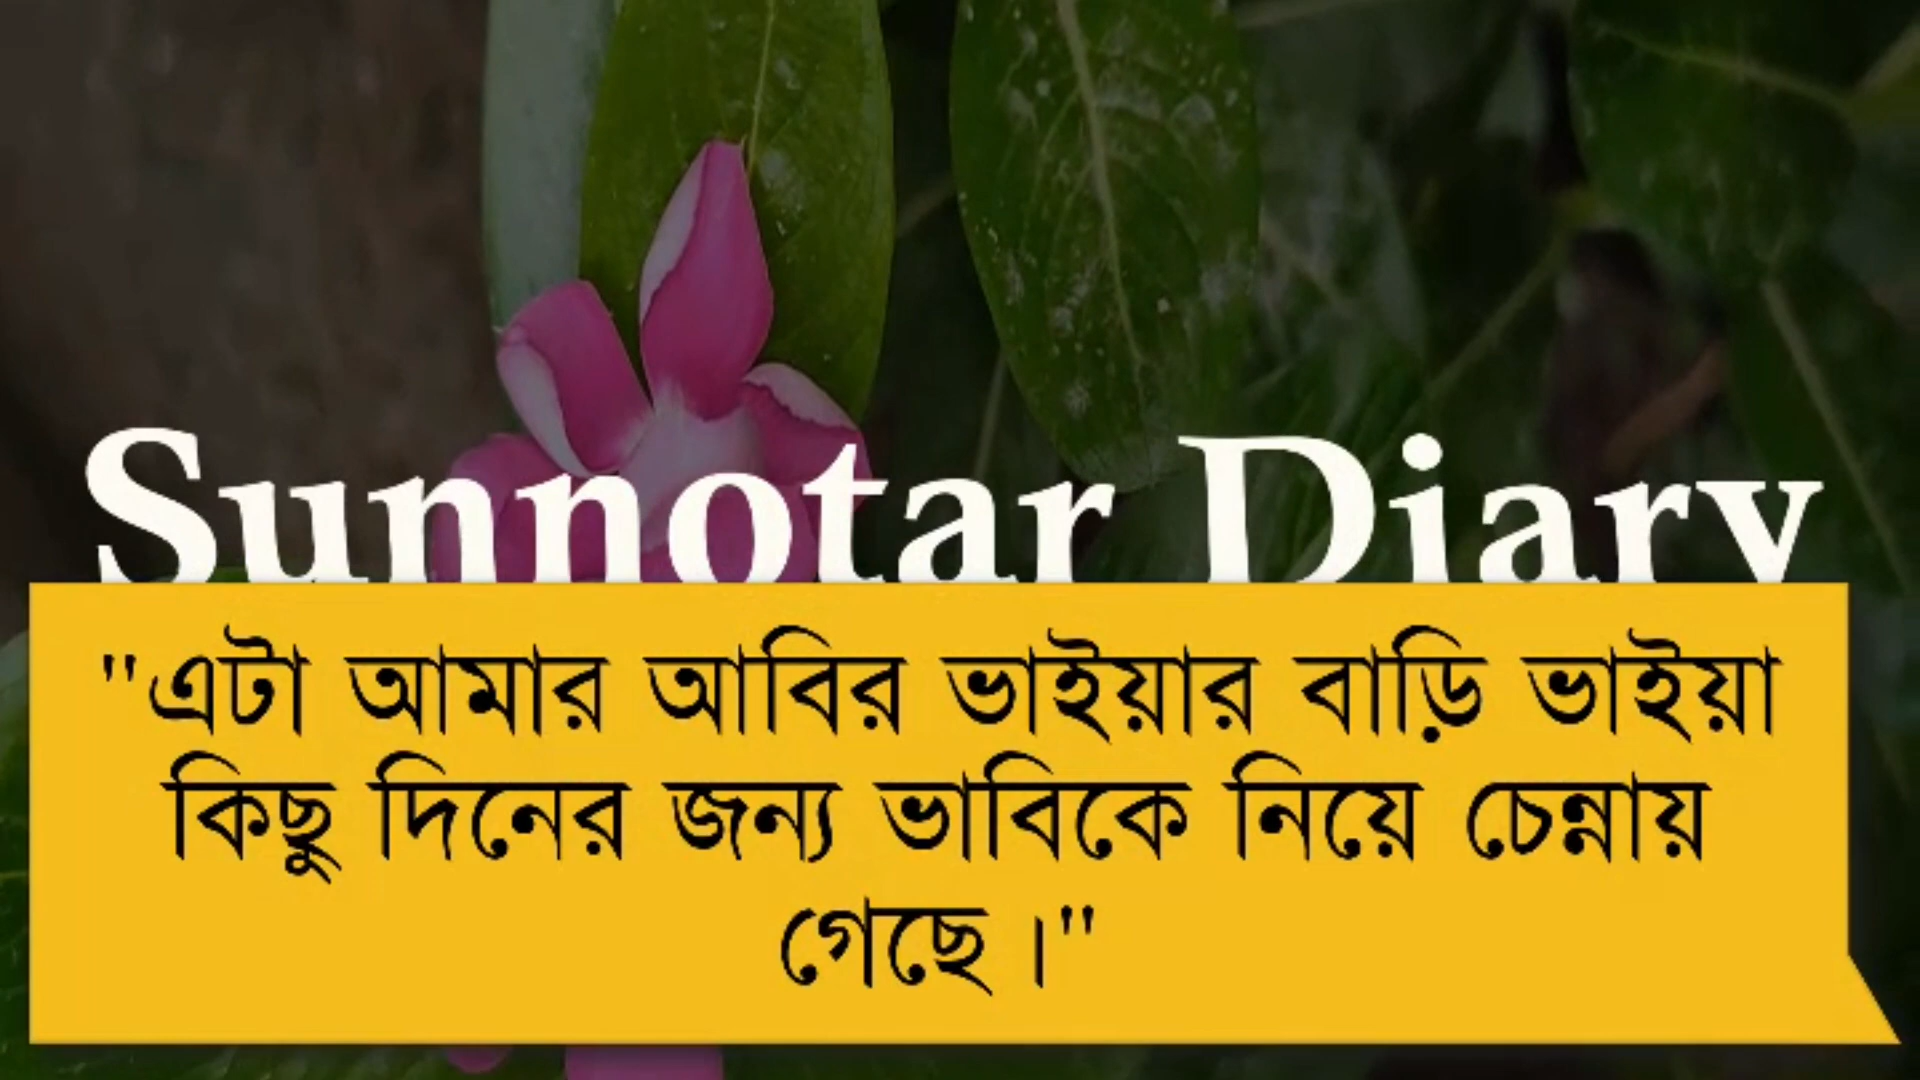 Sunnotar Diary
"এটা আমার আবির ভাইয়ার বাড়ি ভাইয়া
কিছু দিনের জন্য ভাবিকে নিয়ে চেন্নায়
গেছে।"